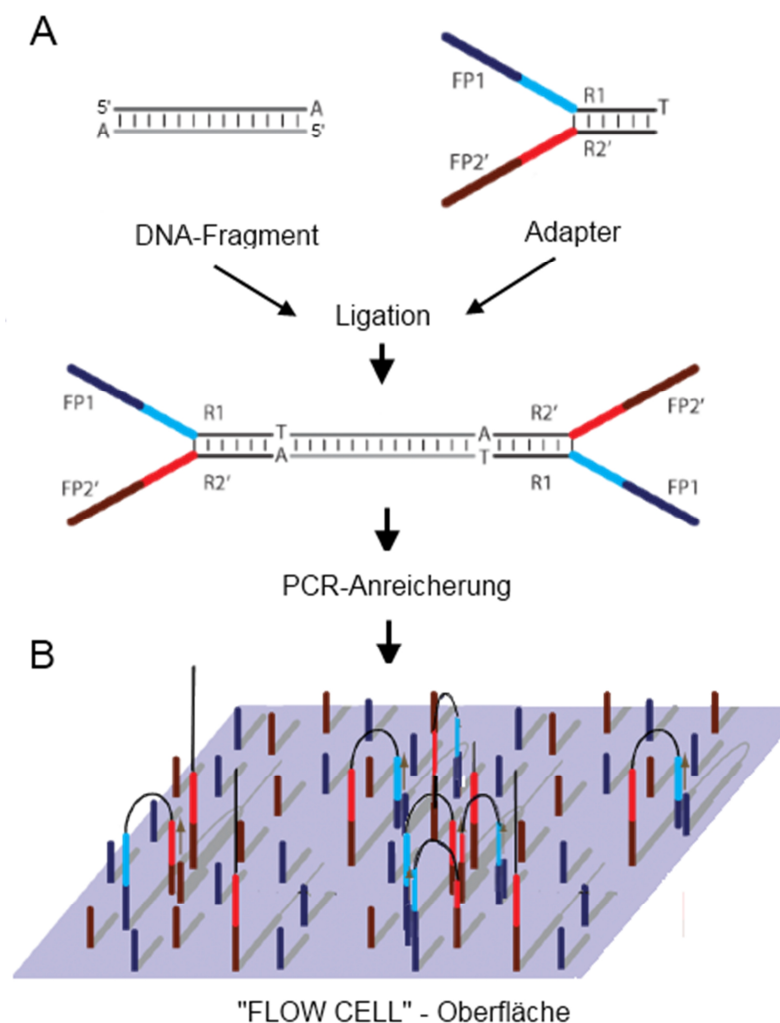 A
FP1
R1
T
5'
A
A
5'
FP2'
R2'
DNA-Fragment
Adapter
Ligation
FP1
R1
T
A
R2'
FP2'
FP2'
R2'
A
T
R1
FP1
PCR-Anreicherung
B
"FLOW CELL" - Oberfläche